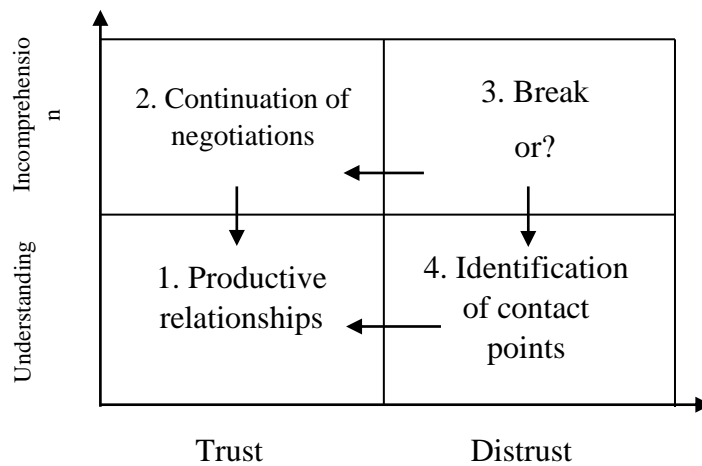 Incomprehensio
n
2. Continuation of
negotiations
3. Break
or?
Understanding
1. Productive
relationships
4. Identification
of contact
points
Trust
Distrust